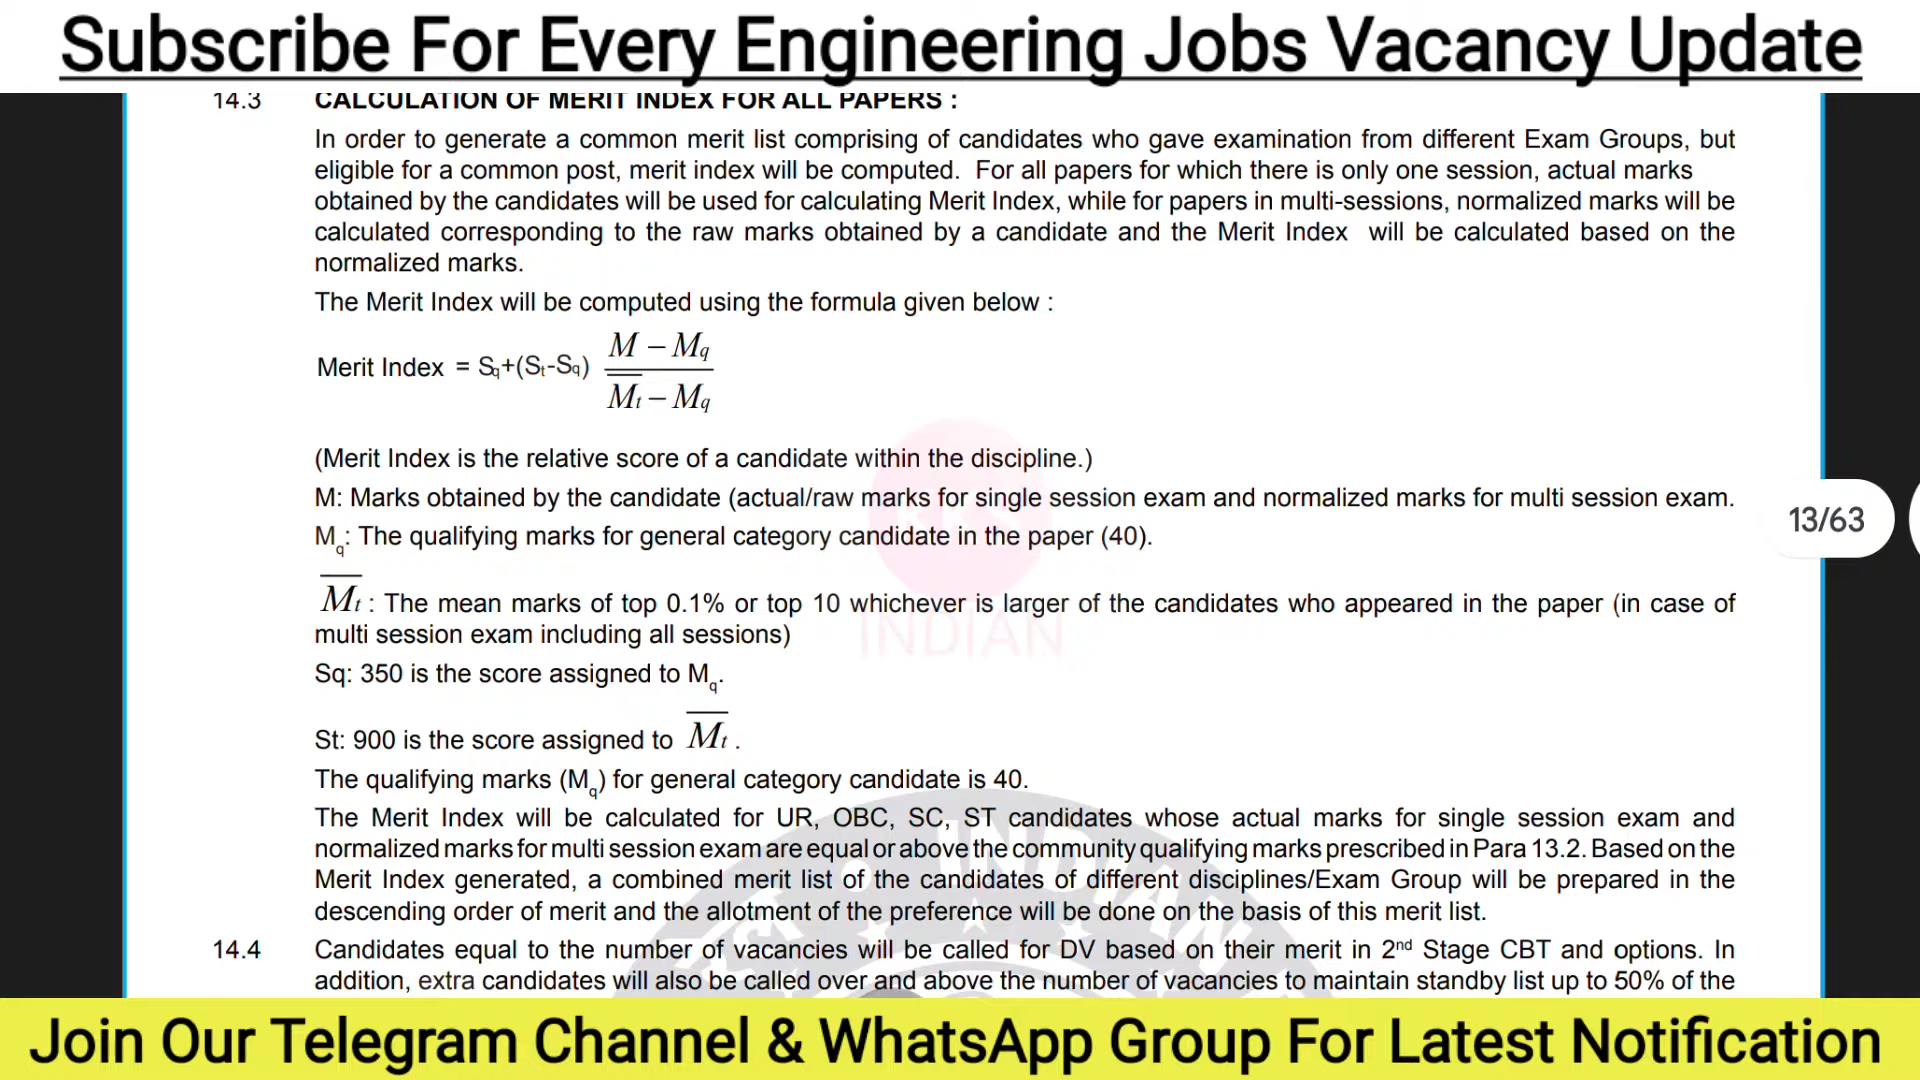 Subscribe For Every Engineering Jobs Vacancy Update
14.3 CALCULATION OF MERIT INDEX FOR ALL PAPERS :
In order to generate a common merit list comprising of candidates who gave examination from different Exam Groups, but
eligible for a common post, merit index will be computed. For all papers for which there is only one session, actual marks
obtained by the candidates will be used for calculating Merit Index, while for papers in multi-sessions, normalized marks will be
calculated corresponding to the raw marks obtained by a candidate and the Merit Index will be calculated based on the
normalized marks.
The Merit Index will be computed using the formula given below :
M − Mq
Merit Index = Sq+(St-Sq)
M̅t − Mq
(Merit Index is the relative score of a candidate within the discipline.)
M: Marks obtained by the candidate (actual/raw marks for single session exam and normalized marks for multi session exam.
Mq: The qualifying marks for general category candidate in the paper (40).
M̅t : The mean marks of top 0.1% or top 10 whichever is larger of the candidates who appeared in the paper (in case of
multi session exam including all sessions)
Sq: 350 is the score assigned to Mq.
St: 900 is the score assigned to M̅t .
The qualifying marks (Mq) for general category candidate is 40.
The Merit Index will be calculated for UR, OBC, SC, ST candidates whose actual marks for single session exam and
normalized marks for multi session exam are equal or above the community qualifying marks prescribed in Para 13.2. Based on the
Merit Index generated, a combined merit list of the candidates of different disciplines/Exam Group will be prepared in the
descending order of merit and the allotment of the preference will be done on the basis of this merit list.
14.4 Candidates equal to the number of vacancies will be called for DV based on their merit in 2nd Stage CBT and options. In
addition, extra candidates will also be called over and above the number of vacancies to maintain standby list up to 50% of the
13/63
INDIAN
INDIAN
Join Our Telegram Channel & WhatsApp Group For Latest Notification